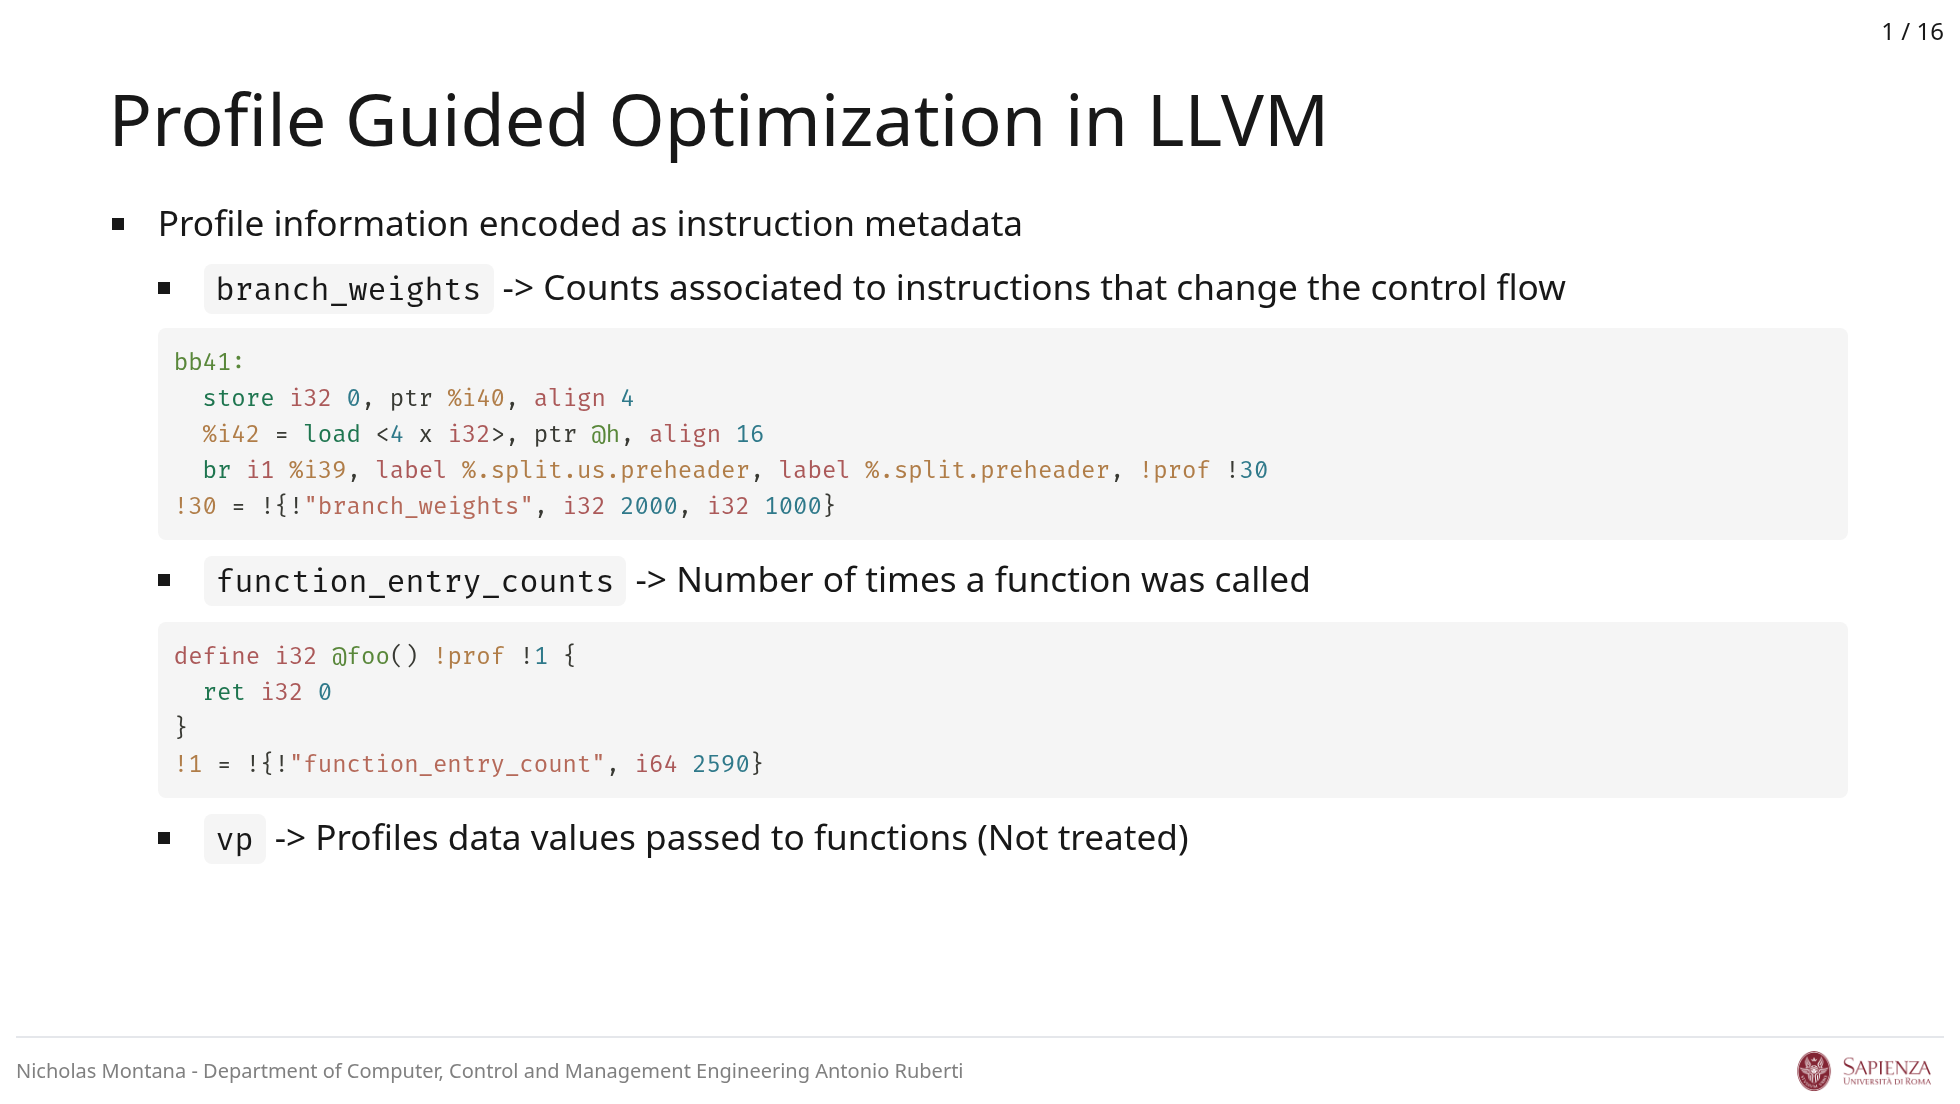 1 / 16
Profile Guided Optimization in LLVM
Profile information encoded as instruction metadata
branch_weights -> Counts associated to instructions that change the control flow
bb41:
  store i32 0, ptr %i40, align 4
  %i42 = load <4 x i32>, ptr @h, align 16
  br i1 %i39, label %.split.us.preheader, label %.split.preheader, !prof !30
!30 = !{!"branch_weights", i32 2000, i32 1000}
function_entry_counts -> Number of times a function was called
define i32 @foo() !prof !1 {
  ret i32 0
}
!1 = !{!"function_entry_count", i64 2590}
vp -> Profiles data values passed to functions (Not treated)
Nicholas Montana - Department of Computer, Control and Management Engineering Antonio Ruberti
SAPIENZA
UNIVERSITÀ DI ROMA